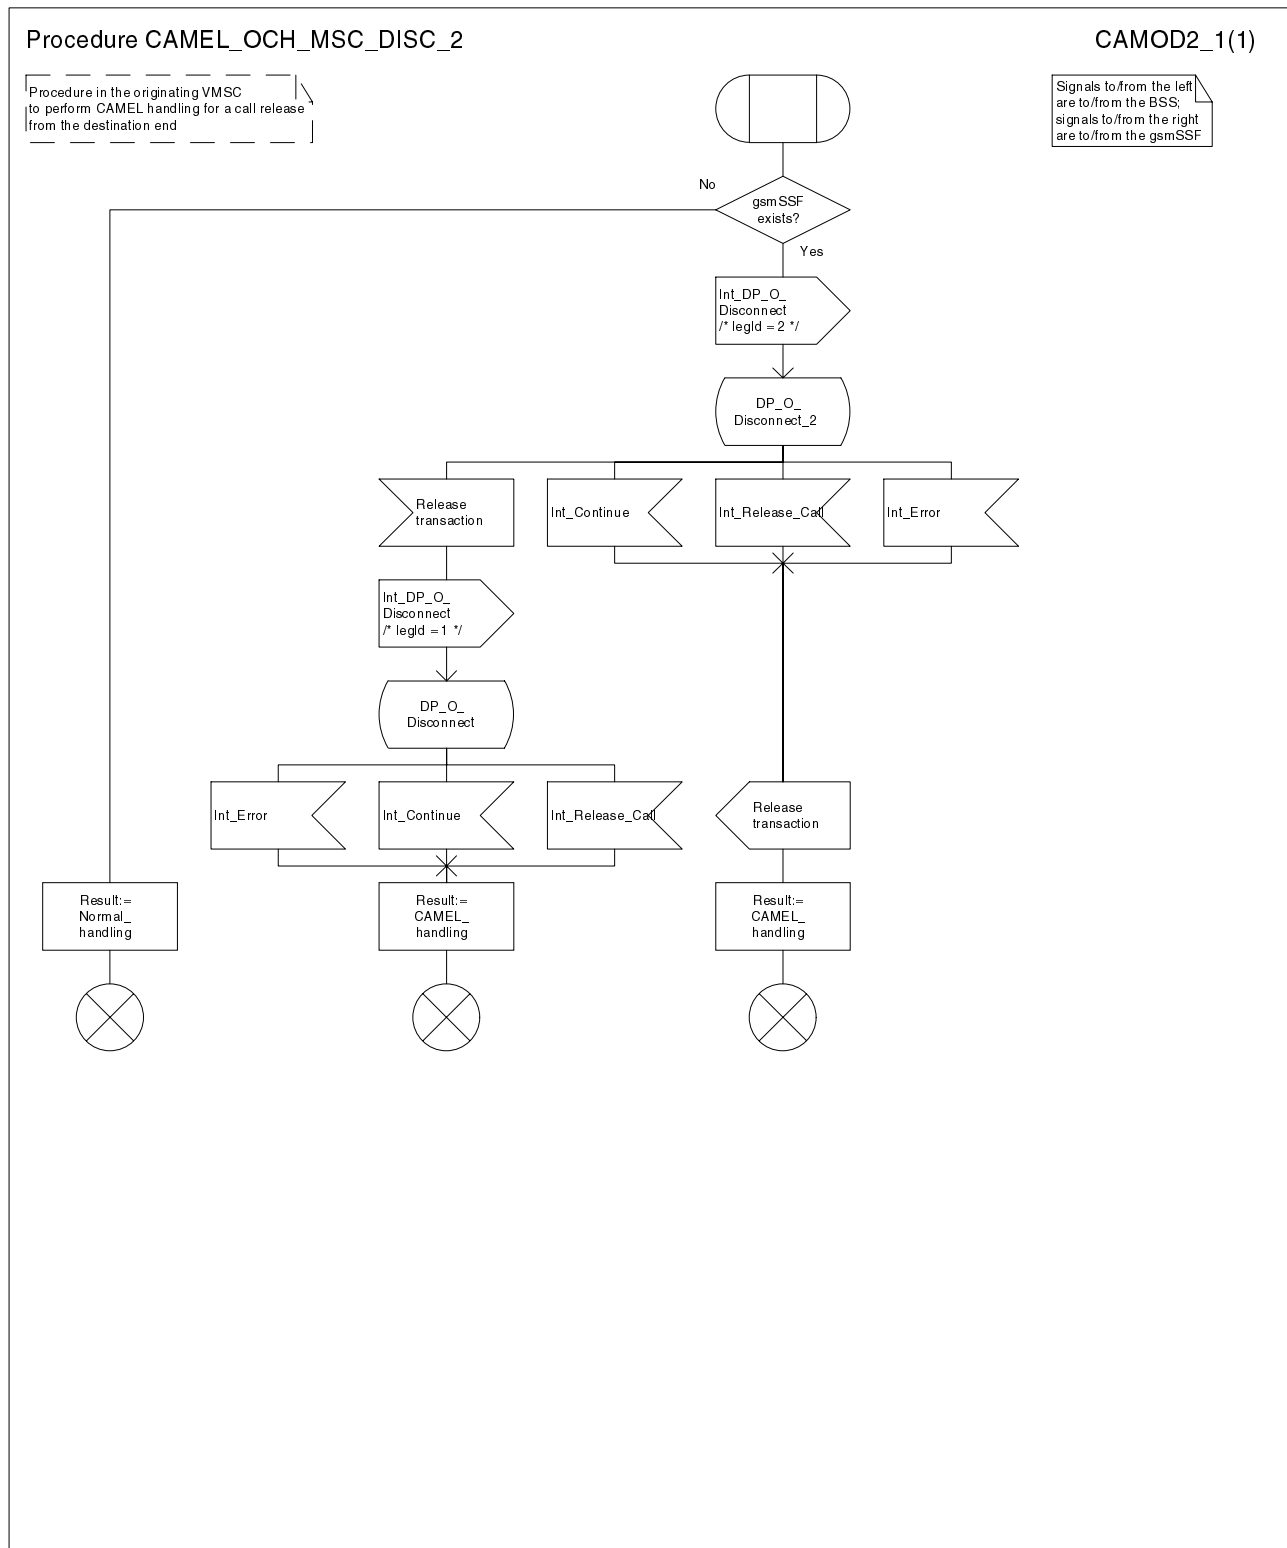 Procedure CAMEL_OCH_MSC_DISC_2
CAMOD2_1(1)
Procedure in the originating VMSC
to perform CAMEL handling for a call release
from the destination end
Signals to/from the left
are to/from the BSS;
signals to/from the right
are to/from the gsmSSF
No
gsmSSF
exists?
Yes
Int_DP_O_
Disconnect
/* legId = 2 */
DP_O_
Disconnect_2
Release
transaction
Int_Continue
Int_Release_Call
Int_Error
Int_DP_O_
Disconnect
/* legId = 1 */
DP_O_
Disconnect
Int_Error
Int_Continue
Int_Release_Call
Release
transaction
Result:=
Normal_
handling
Result:=
CAMEL_
handling
Result:=
CAMEL_
handling